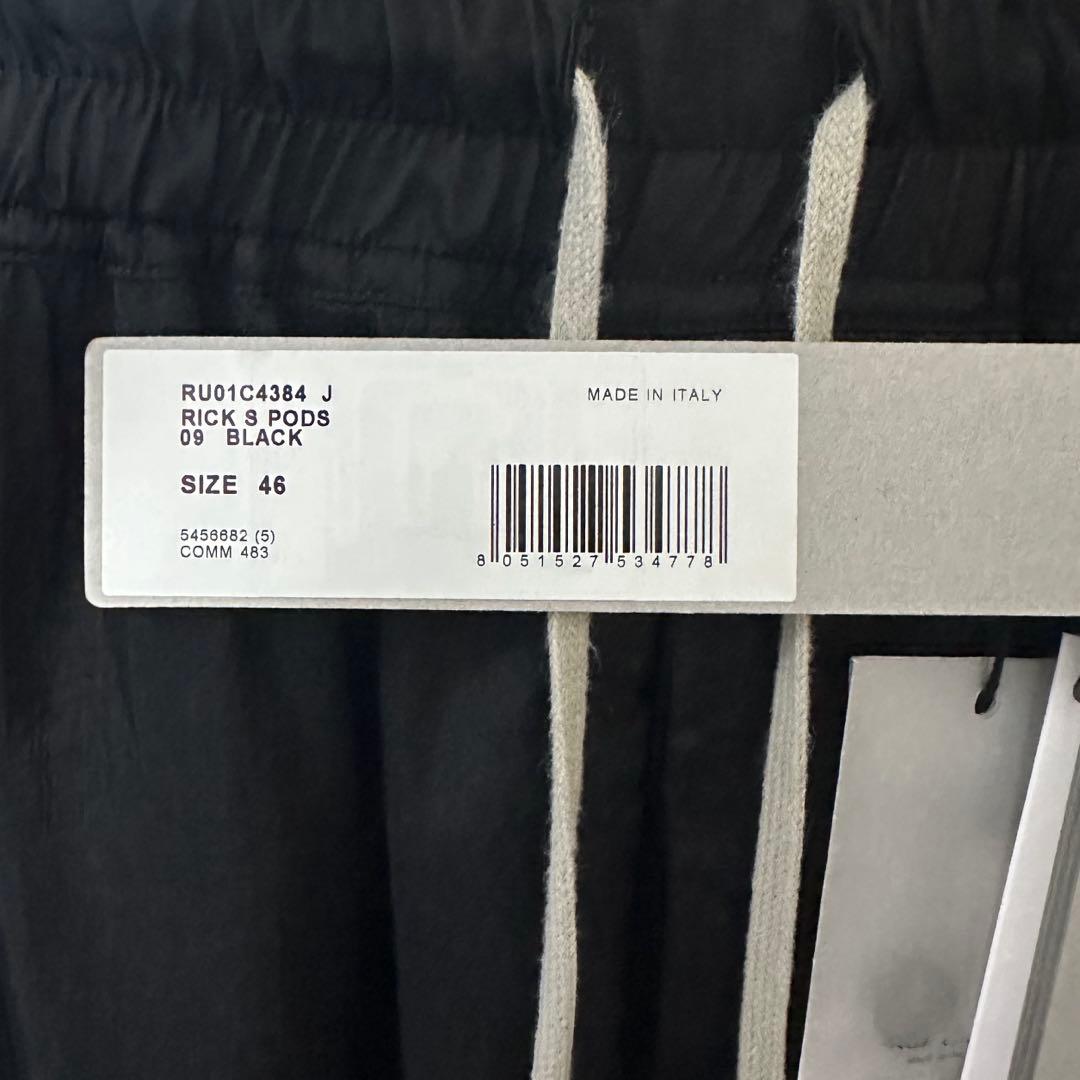 RU01C4384 J
RICK S PODS
09 BLACK
SIZE 46
5456682 (5)
COMM 483
MADE IN ITALY
8 051527 534778